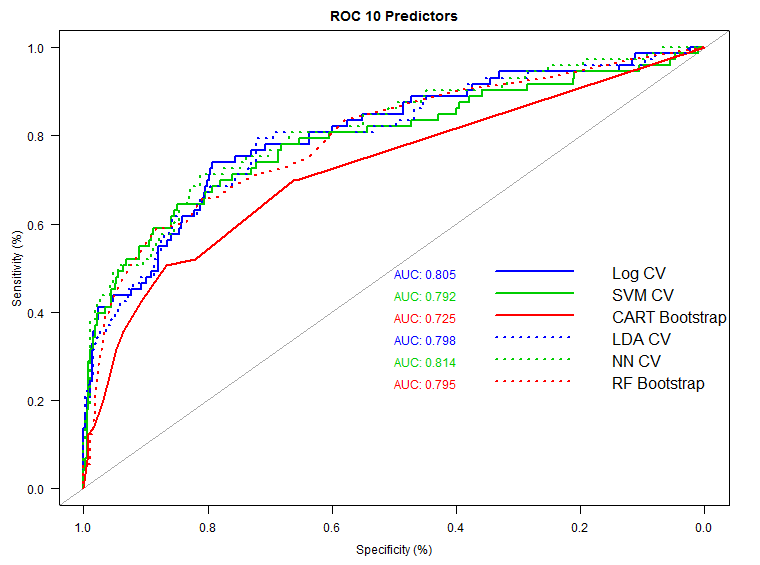 ROC 10 Predictors
Sensitivity (%)
1.0
0.8
0.6
0.4
0.2
0.0
AUC: 0.805 Log CV
AUC: 0.792 SVM CV
AUC: 0.725 CART Bootstrap
AUC: 0.798 LDA CV
AUC: 0.814 NN CV
AUC: 0.795 RF Bootstrap
1.0 0.8 0.6 0.4 0.2 0.0
Specificity (%)